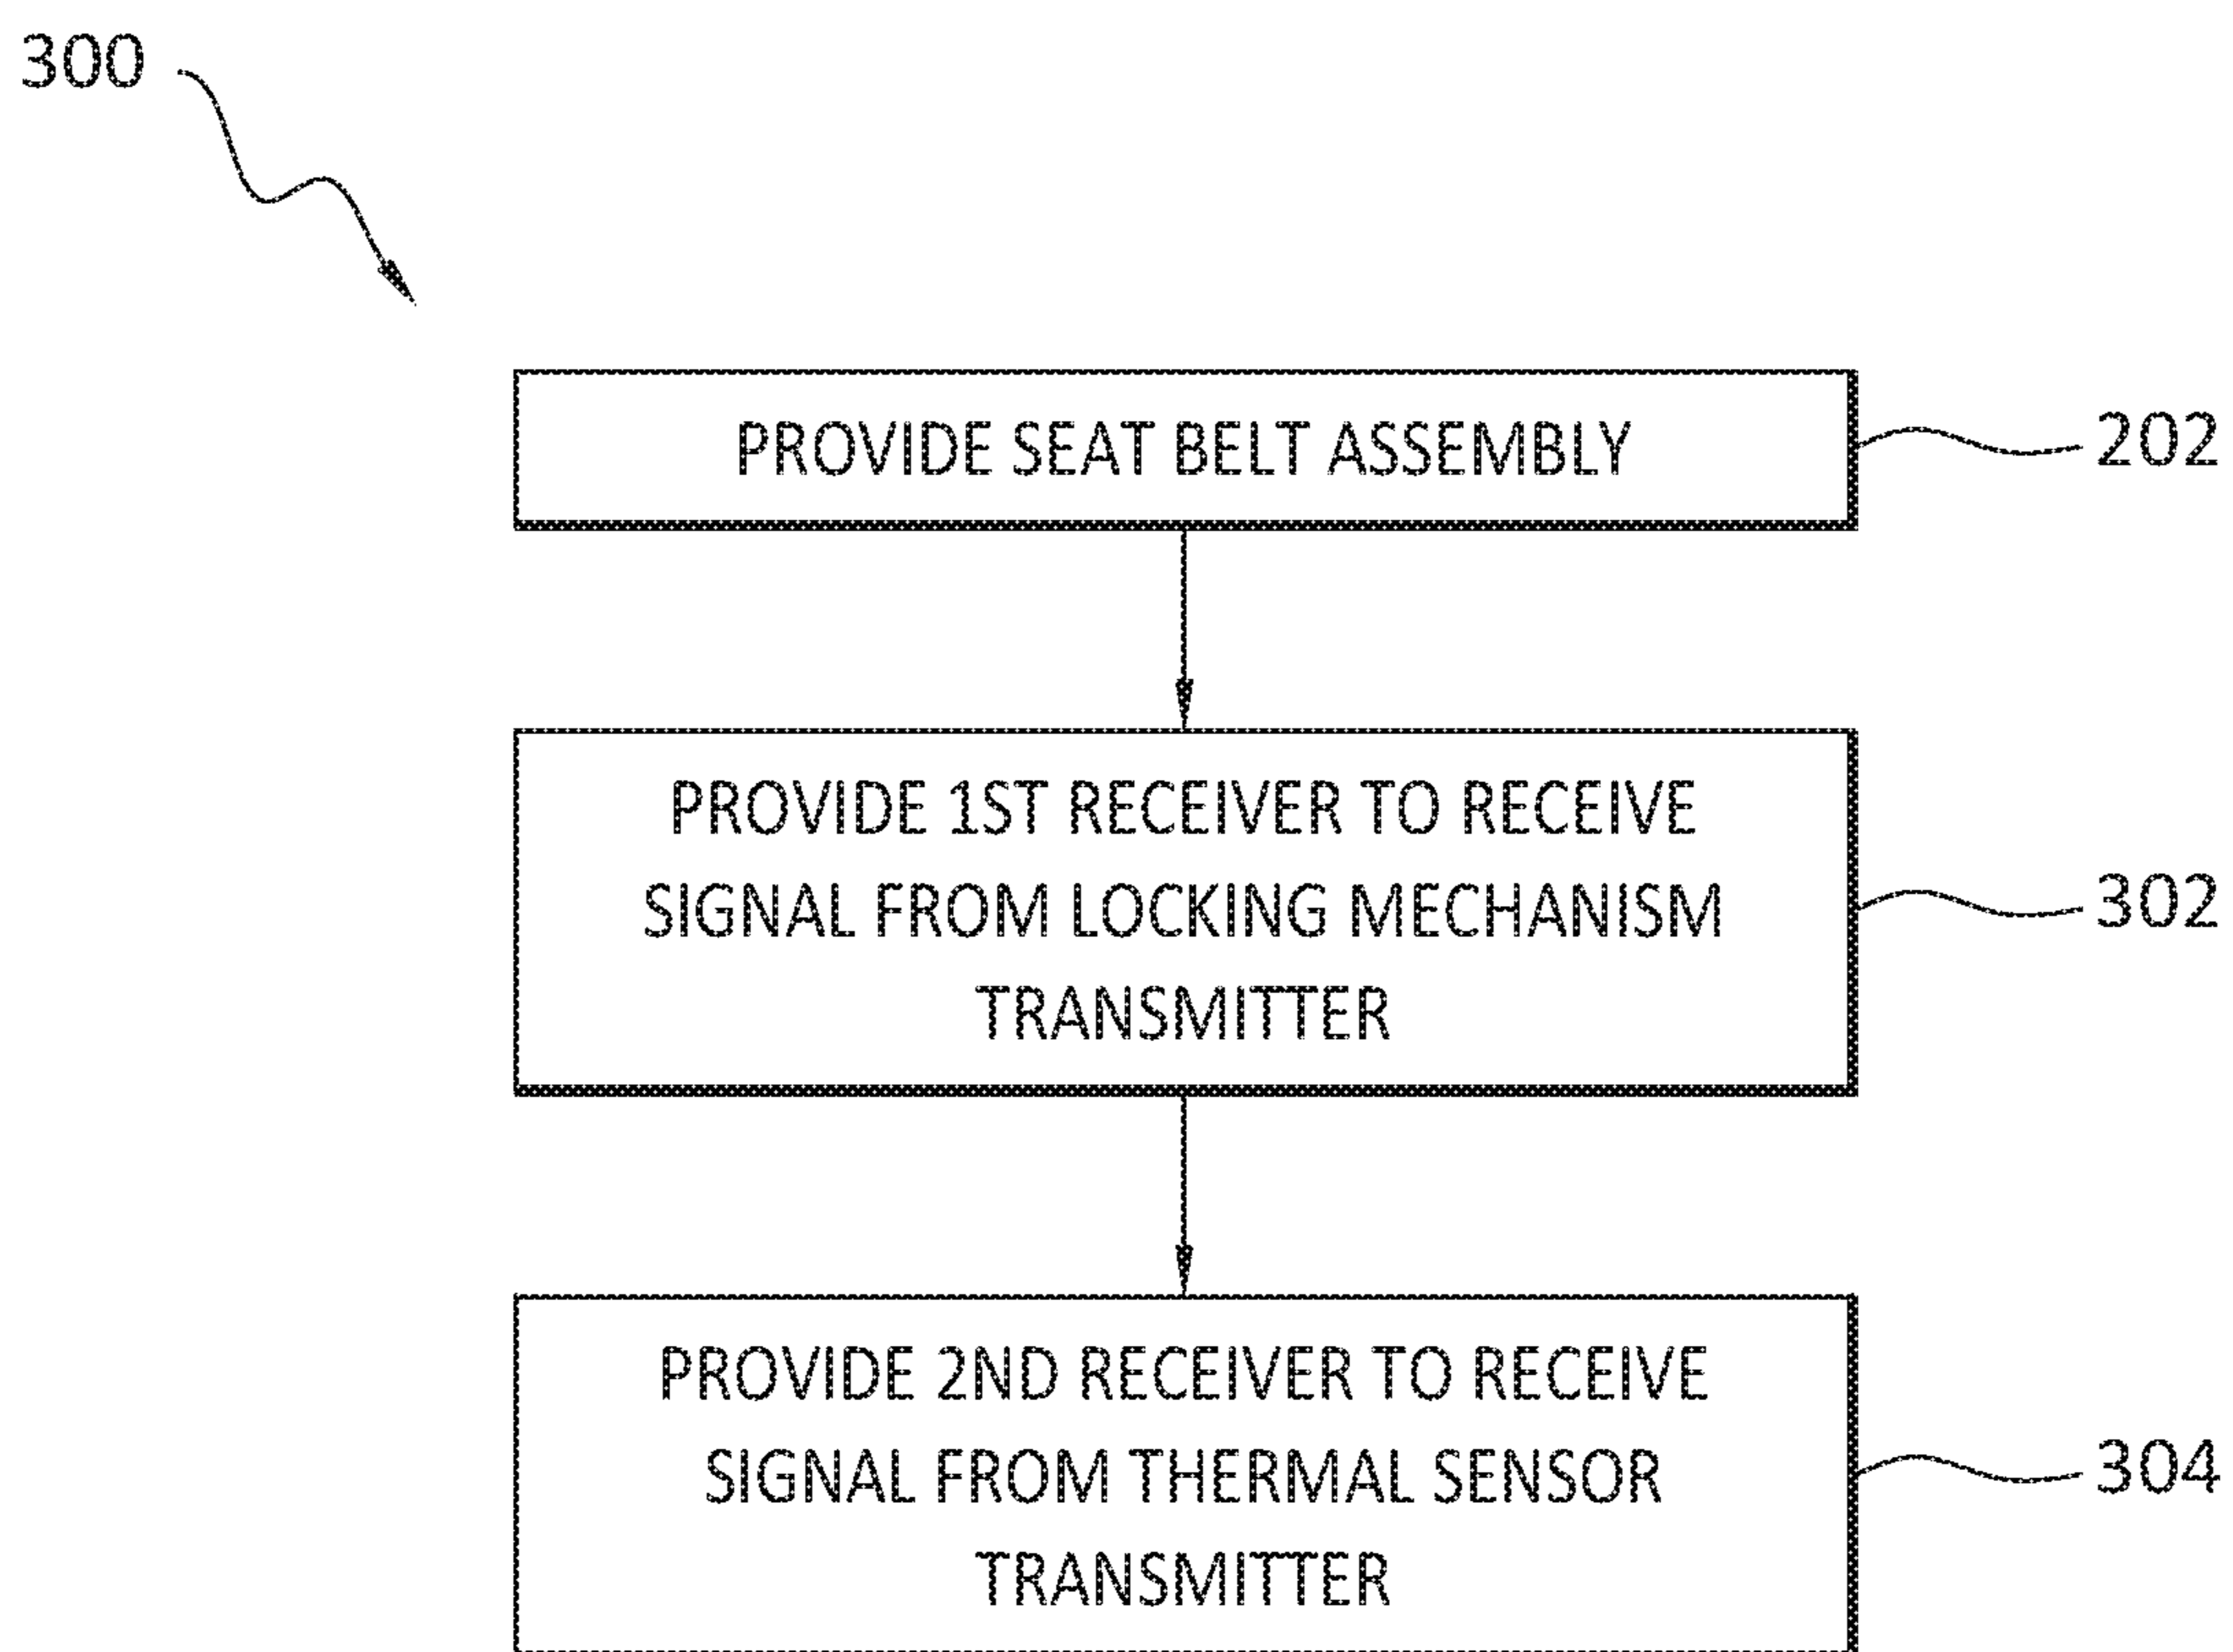 300
PROVIDE SEAT BELT ASSEMBLY
202
PROVIDE 1ST RECEIVER TO RECEIVE
SIGNAL FROM LOCKING MECHANISM
TRANSMITTER
302
PROVIDE 2ND RECEIVER TO RECEIVE
SIGNAL FROM THERMAL SENSOR
TRANSMITTER
304